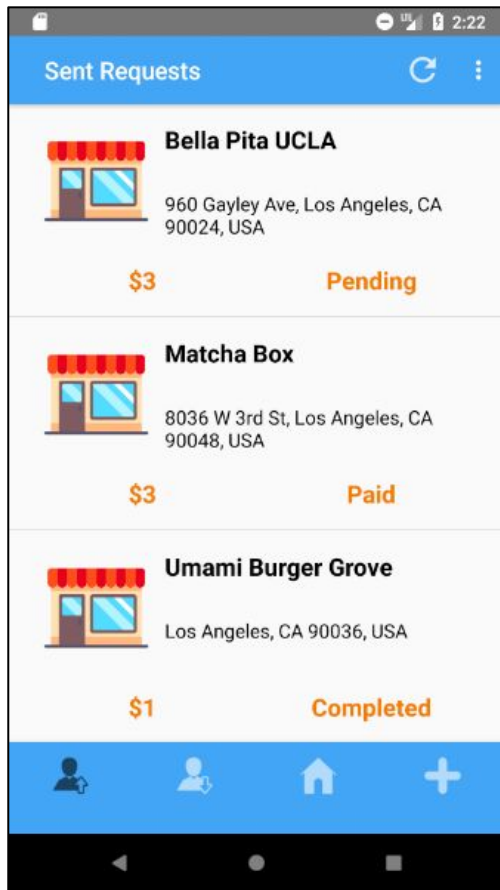 LTE 2:22
Sent Requests
Bella Pita UCLA
960 Gayley Ave, Los Angeles, CA
90024, USA
$3 Pending
Matcha Box
8036 W 3rd St, Los Angeles, CA
90048, USA
$3 Paid
Umami Burger Grove
Los Angeles, CA 90036, USA
$1 Completed